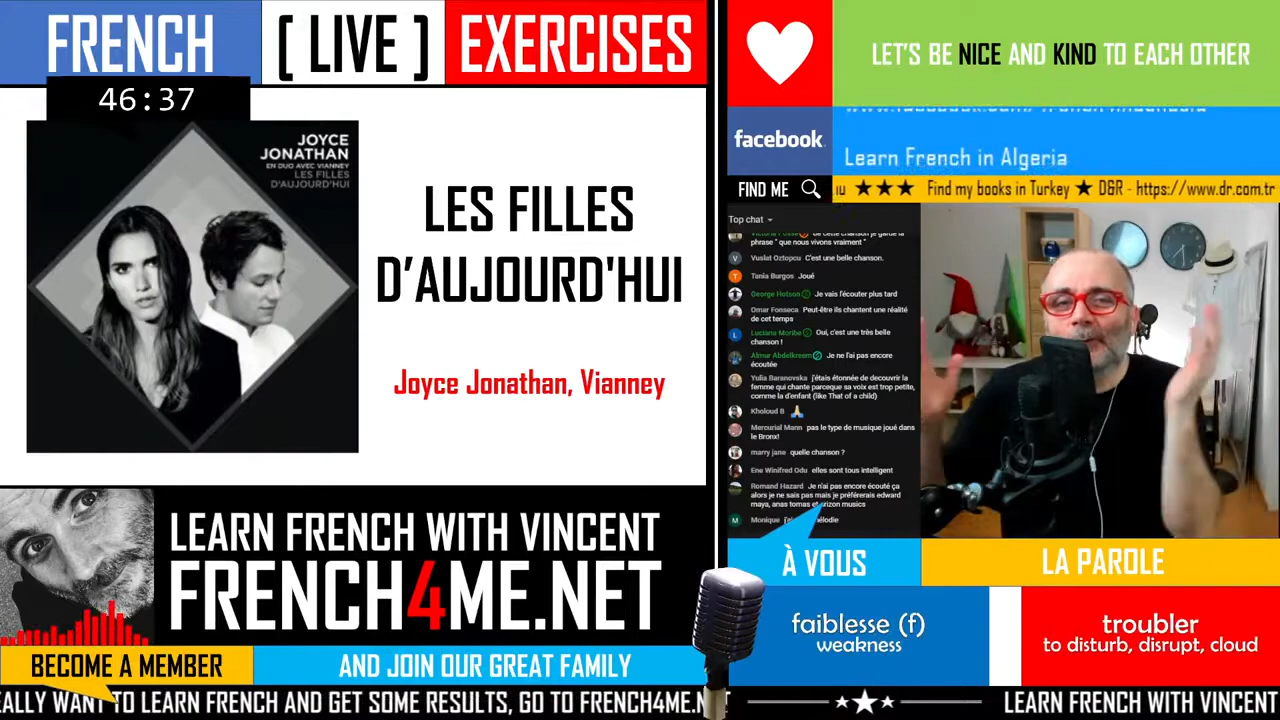 FRENCH
[ LIVE ]
EXERCISES
46:37
JOYCE
JONATHAN
EN DUO AVEC VIANNEY
LES FILLES
D'AUJOURD'HUI
LES FILLES
D’AUJOURD'HUI
Joyce Jonathan, Vianney
LEARN FRENCH WITH VINCENT
FRENCH4ME.NET
BECOME A MEMBER
AND JOIN OUR GREAT FAMILY
EALLY WANT TO LEARN FRENCH AND GET SOME RESULTS, GO TO FRENCH4ME.N
LET'S BE NICE AND KIND TO EACH OTHER
facebook
Learn French in Algeria
FIND ME
Find my books in Turkey ★ D&R - https://www.dr.com.tr
Top chat
phrase " que nous vivons vraiment "
Vuslat Oztopcu C'est une belle chanson.
Tania Burgos Joué
George Hotson Je vais l'écouter plus tard
Omar Fonseca Peut-être ils chantent une réalité
de cet temps
Luciana Moribe Oui, c'est une très belle
chanson !
Almur Abdelkreem Je ne l'ai pas encore
écoutée
Yulia Baranovska j'étais étonnée de decouvrir la
femme qui chante parceque sa voix est trop petite,
comme la d'enfant (like That of a child)
Kholoud B 🙏
Mercurial Mann pas le type de musique joué dans
le Bronx!
marry jane quelle chanson ?
Ene Winifred Odu elles sont tous intelligent
Romand Hazard Je n'ai pas encore écouté ça
alors je ne sais pas mais je préférerais edward
maya, anas tomas et musics
Monique
À VOUS
LA PAROLE
faiblesse (f)
weakness
troubler
to disturb, disrupt, cloud
LEARN FRENCH WITH VINCENT